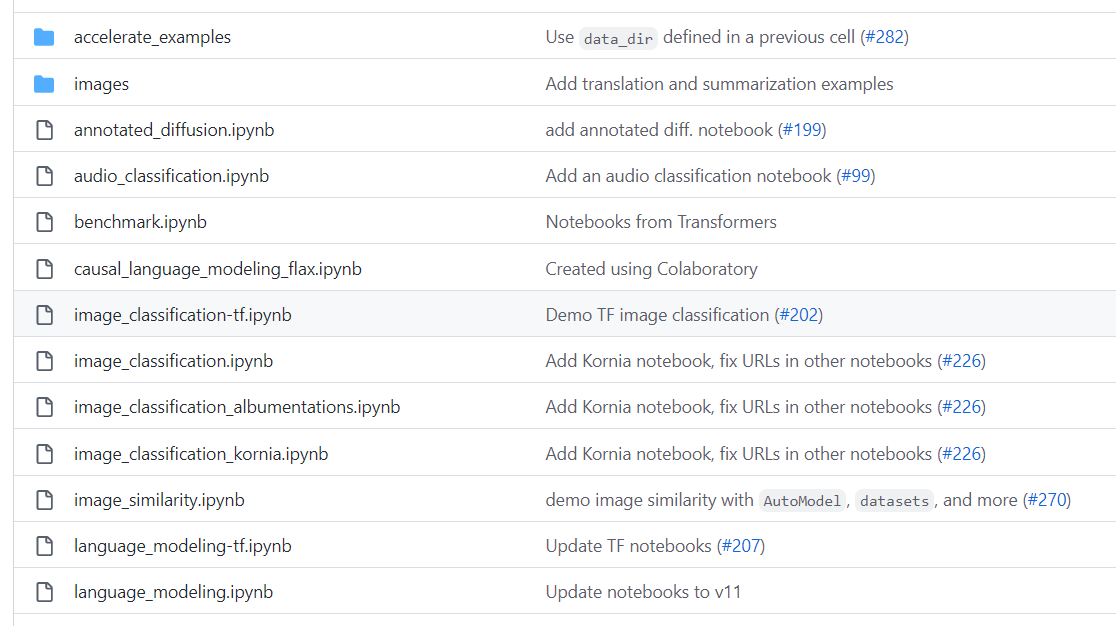 accelerate_examples Use data_dir defined in a previous cell (#282)
images Add translation and summarization examples
annotated_diffusion.ipynb add annotated diff. notebook (#199)
audio_classification.ipynb Add an audio classification notebook (#99)
benchmark.ipynb Notebooks from Transformers
causal_language_modeling_flax.ipynb Created using Colaboratory
image_classification-tf.ipynb Demo TF image classification (#202)
image_classification.ipynb Add Kornia notebook, fix URLs in other notebooks (#226)
image_classification_albumentations.ipynb Add Kornia notebook, fix URLs in other notebooks (#226)
image_classification_kornia.ipynb Add Kornia notebook, fix URLs in other notebooks (#226)
image_similarity.ipynb demo image similarity with AutoModel, datasets, and more (#270)
language_modeling-tf.ipynb Update TF notebooks (#207)
language_modeling.ipynb Update notebooks to v11